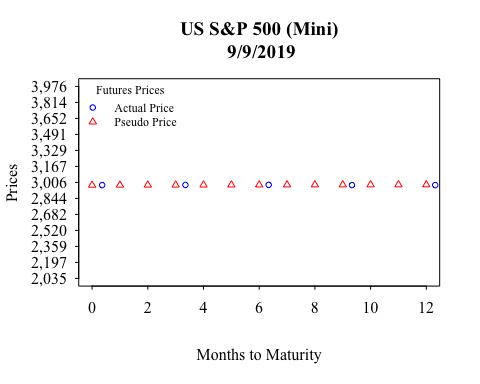 US S&P 500 (Mini)
9/9/2019
Futures Prices
Actual Price
Pseudo Price
Prices
3,976
3,814
3,652
3,491
3,329
3,167
3,006
2,844
2,682
2,520
2,359
2,197
2,035
0 2 4 6 8 10 12
Months to Maturity